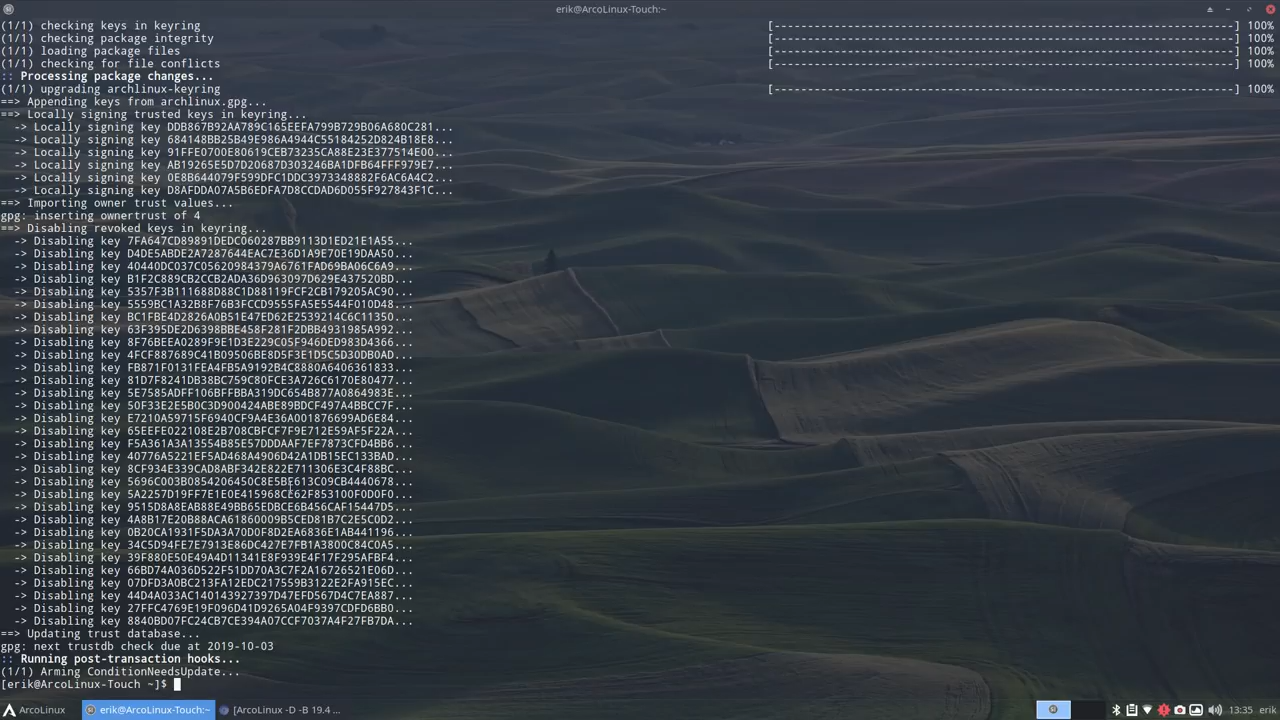 erik@ArcoLinux-Touch:~
(1/1) checking keys in keyring [----------------------------------------------------------------------] 100%
(1/1) checking package integrity [----------------------------------------------------------------------] 100%
(1/1) loading package files [----------------------------------------------------------------------] 100%
(1/1) checking for file conflicts [----------------------------------------------------------------------] 100%
:: Processing package changes...
(1/1) upgrading archlinux-keyring [----------------------------------------------------------------------] 100%
==> Appending keys from archlinux.gpg...
==> Locally signing trusted keys in keyring...
-> Locally signing key DDB867B92AA789C165EEFA799B729B06A680C281...
-> Locally signing key 684148BB25B49E986A4944C55184252D824B18E8...
-> Locally signing key 91FFE0700E80619CEB73235CA88E23E377514E00...
-> Locally signing key AB19265E5D7D20687D303246BA1DFB64FFF979E7...
-> Locally signing key 0E8B644079F599DFC1DDC3973348882F6AC6A4C2...
-> Locally signing key D8AFDDA07A5B6EDFA7D8CCDAD6D055F927843F1C...
==> Importing owner trust values...
gpg: inserting ownertrust of 4
==> Disabling revoked keys in keyring...
-> Disabling key 7FA647CD89891DEDC060287BB9113D1ED21E1A55...
-> Disabling key D4DE5ABDE2A7287644EAC7E36D1A9E70E19DAA50...
-> Disabling key 40440DC037C05620984379A6761FAD69BA06C6A9...
-> Disabling key B1F2C889CB2CCB2ADA36D963097D629E437520BD...
-> Disabling key 5357F3B111688D88C1D88119FCF2CB179205AC90...
-> Disabling key 5559BC1A32B8F76B3FCCD9555FA5E5544F010D48...
-> Disabling key BC1FBE4D2826A0B51E47ED62E2539214C6C11350...
-> Disabling key 63F395DE2D6398BBE458F281F2DBB4931985A992...
-> Disabling key 8F76BEEA0289F9E1D3E229C05F946DED983D4366...
-> Disabling key 4FCF887689C41B09506BE8D5F3E1D5C5D30DB0AD...
-> Disabling key FB871F0131FEA4FB5A9192B4C8880A6406361833...
-> Disabling key 81D7F8241DB38BC759C80FCE3A726C6170E80477...
-> Disabling key 5E7585ADFF106BFFBBA319DC654B877A0864983E...
-> Disabling key 50F33E2E5B0C3D900424ABE89BDCF497A4BBCC7F...
-> Disabling key E7210A59715F6940CF9A4E36A001876699AD6E84...
-> Disabling key 65EEFE022108E2B708CBFCF7F9E712E59AF5F22A...
-> Disabling key F5A361A3A13554B85E57DDDAAF7EF7873CFD4BB6...
-> Disabling key 40776A5221EF5AD468A4906D42A1DB15EC133BAD...
-> Disabling key 8CF934E339CAD8ABF342E822E711306E3C4F88BC...
-> Disabling key 5696C003B0854206450C8E5BE613C09CB4440678...
-> Disabling key 5A2257D19FF7E1E0E415968CE62F853100F0D0F0...
-> Disabling key 9515D8A8EAB88E49BB65EDBCE6B456CAF15447D5...
-> Disabling key 4A8B17E20B88ACA61860009B5CED81B7C2E5C0D2...
-> Disabling key 0B20CA1931F5DA3A70D0F8D2EA6836E1AB441196...
-> Disabling key 34C5D94FE7E7913E86DC427E7FB1A3800C84C0A5...
-> Disabling key 39F880E50E49A4D11341E8F939E4F17F295AFBF4...
-> Disabling key 66BD74A036D522F51DD70A3C7F2A16726521E06D...
-> Disabling key 07DFD3A0BC213FA12EDC217559B3122E2FA915EC...
-> Disabling key 44D4A033AC140143927397D47EFD567D4C7EA887...
-> Disabling key 27FFC4769E19F096D41D9265A04F9397CDFD6BB0...
-> Disabling key 8840BD07FC24CB7CE394A07CCF7037A4F27FB7DA...
==> Updating trust database...
gpg: next trustdb check due at 2019-10-03
:: Running post-transaction hooks...
(1/1) Arming ConditionNeedsUpdate...
[erik@ArcoLinux-Touch ~]$
ArcoLinux erik@ArcoLinux-Touch:~ [ArcoLinux -D -B 19.4 ... 13:35 erik